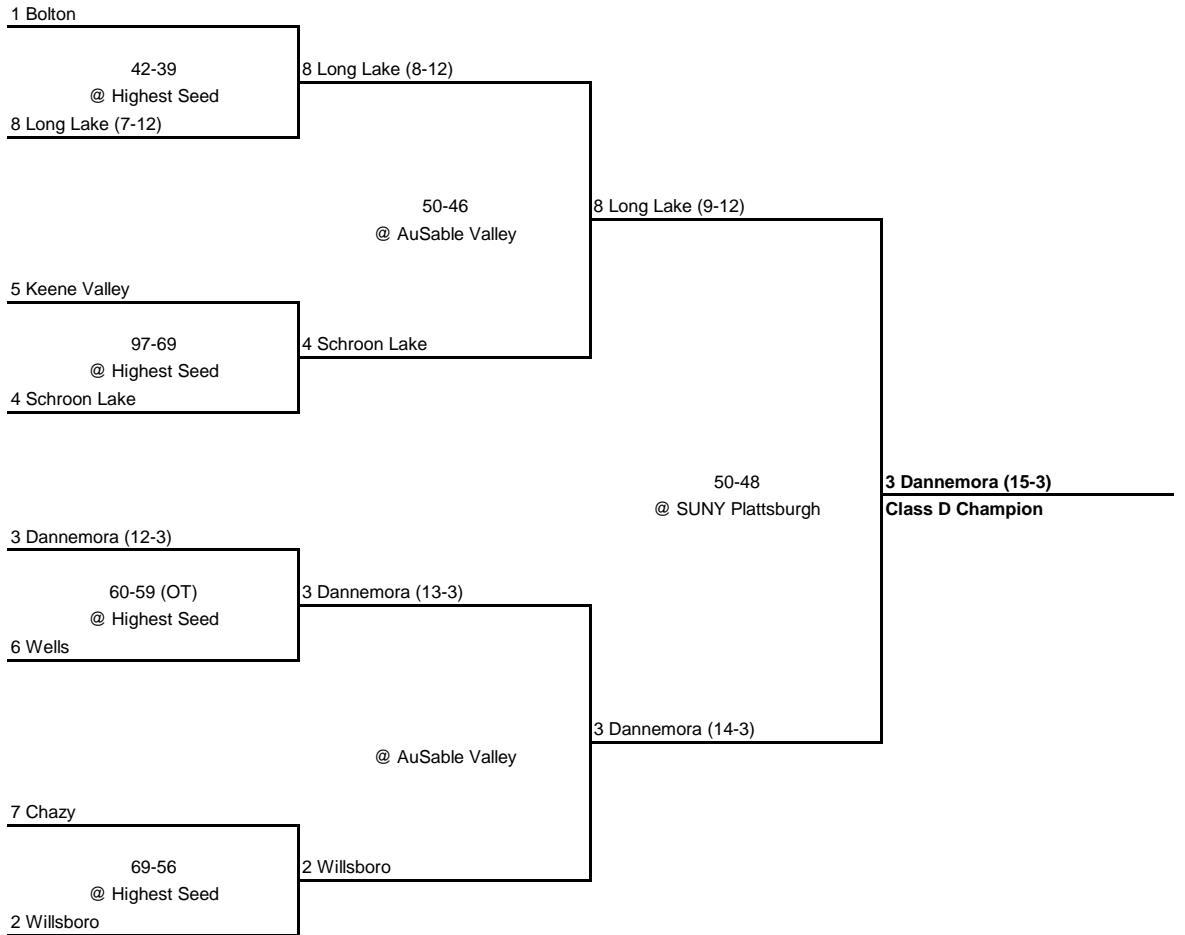 1 Bolton
42-39
@ Highest Seed
8 Long Lake (8-12)
8 Long Lake (7-12)
50-46
@ AuSable Valley
8 Long Lake (9-12)
5 Keene Valley
97-69
@ Highest Seed
4 Schroon Lake
4 Schroon Lake
50-48
@ SUNY Plattsburgh
3 Dannemora (15-3)
Class D Champion
3 Dannemora (12-3)
60-59 (OT)
@ Highest Seed
3 Dannemora (13-3)
6 Wells
@ AuSable Valley
3 Dannemora (14-3)
7 Chazy
69-56
@ Highest Seed
2 Willsboro
2 Willsboro